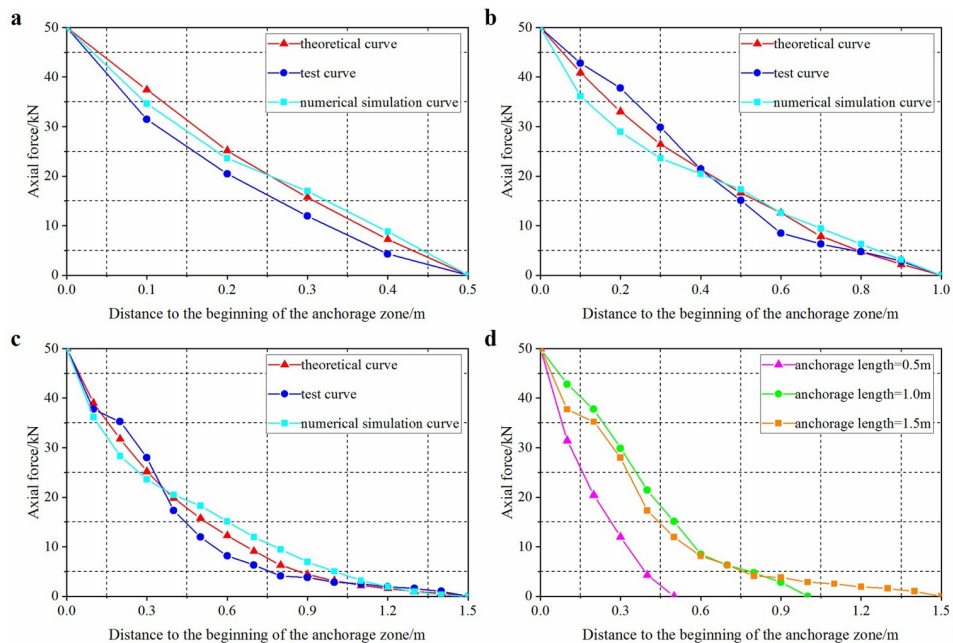 a
50
40
30
20
10
0
Axial force/kN
theoretical curve
test curve
numerical simulation curve
0.0 0.1 0.2 0.3 0.4 0.5
Distance to the beginning of the anchorage zone/m
b
50
40
30
20
10
0
Axial force/kN
theoretical curve
test curve
numerical simulation curve
0.0 0.2 0.4 0.6 0.8 1.0
Distance to the beginning of the anchorage zone/m
c
50
40
30
20
10
0
Axial force/kN
theoretical curve
test curve
numerical simulation curve
0.0 0.3 0.6 0.9 1.2 1.5
Distance to the beginning of the anchorage zone/m
d
50
40
30
20
10
0
Axial force/kN
anchorage length=0.5m
anchorage length=1.0m
anchorage length=1.5m
0.0 0.3 0.6 0.9 1.2 1.5
Distance to the beginning of the anchorage zone/m